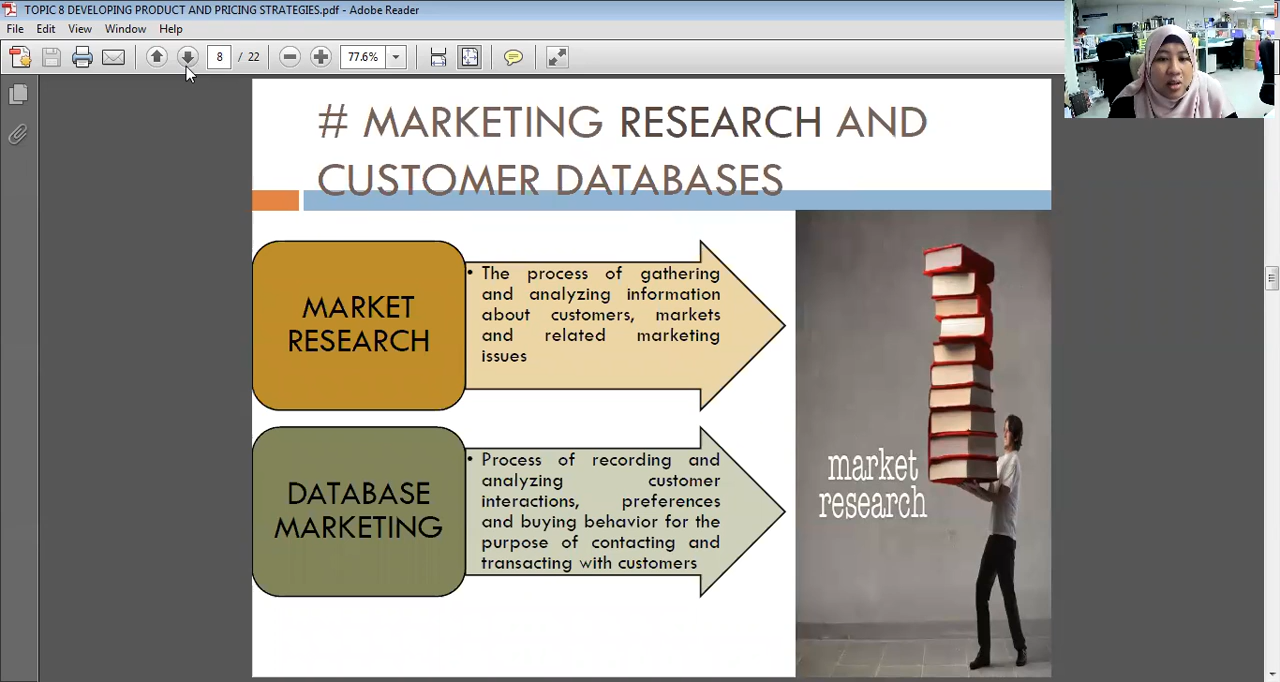 TOPIC 8 DEVELOPING PRODUCT AND PRICING STRATEGIES.pdf - Adobe Reader
File Edit View Window Help
8 / 22 77.6%
# MARKETING RESEARCH AND
CUSTOMER DATABASES
MARKET
RESEARCH
• The process of gathering
and analyzing information
about customers, markets
and related marketing
issues
DATABASE
MARKETING
• Process of recording and
analyzing customer
interactions, preferences
and buying behavior for the
purpose of contacting and
transacting with customers
market
research